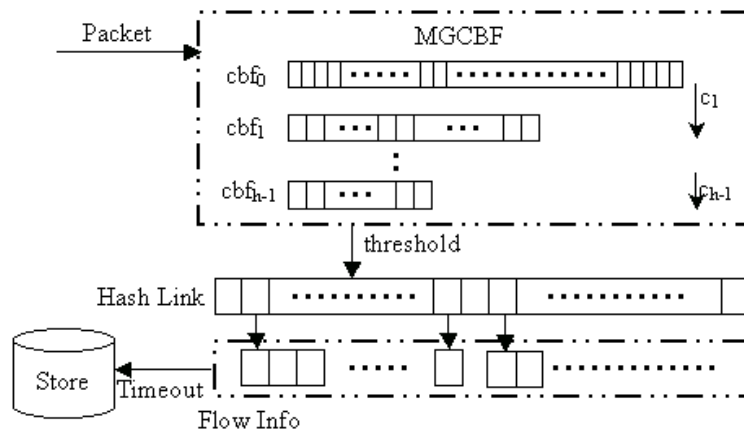 Packet
MGCBF
cbf0
c1
cbf1
cbfh-1
ch-1
threshold
Hash Link
Store
Timeout
Flow Info